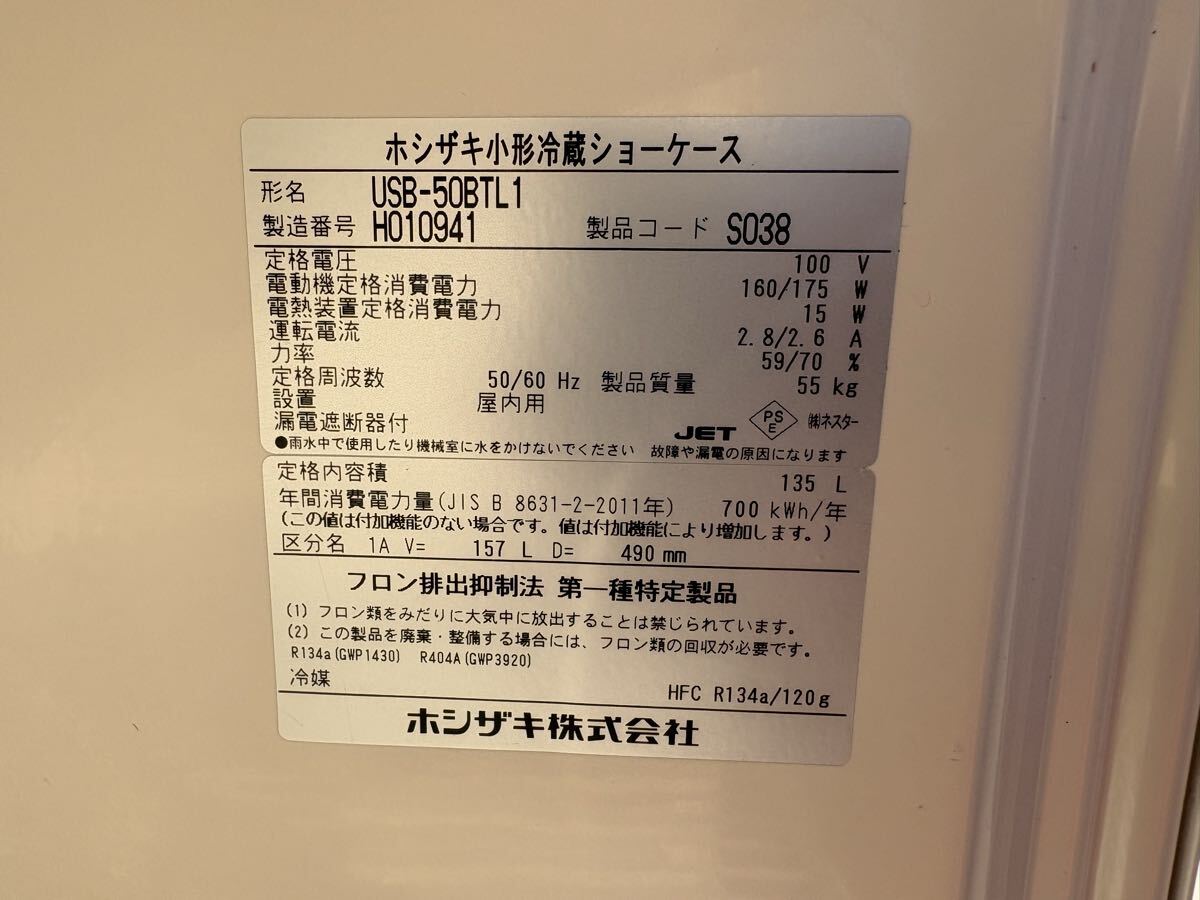 ホシザキ小形冷蔵ショーケース
形名 USB-50BTL1
製造番号 H010941 製品コード S038
定格電圧 100 V
電動機定格消費電力 160/175 W
電熱装置定格消費電力 15 W
運転電流 2.8/2.6 A
力率 59/70 %
定格周波数 50/60 Hz 製品質量 55 kg
設置 屋内用
漏電遮断器付 JET PS E ㈱ネスター
●雨水中で使用したり機械室に水をかけないでください 故障や漏電の原因になります
定格内容積 135 L
年間消費電力量(JIS B 8631-2-2011年) 700 kWh/年
(この値は付加機能のない場合です。値は付加機能により増加します。)
区分名 1A V= 157 L D= 490 mm
フロン排出抑制法 第一種特定製品
(1) フロン類をみだりに大気中に放出することは禁じられています。
(2) この製品を廃棄・整備する場合には、フロン類の回収が必要です。
R134a(GWP1430) R404A(GWP3920)
冷媒 HFC R134a/120g
ホシザキ株式会社